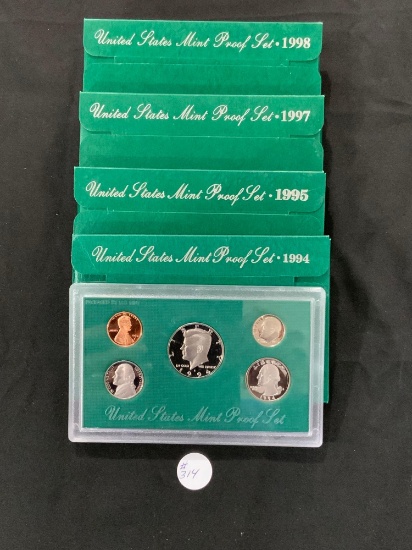 United States Mint Proof Set • 1998
United States Mint Proof Set • 1997
United States Mint Proof Set • 1995
United States Mint Proof Set • 1994
United States Mint Proof Set
#
314